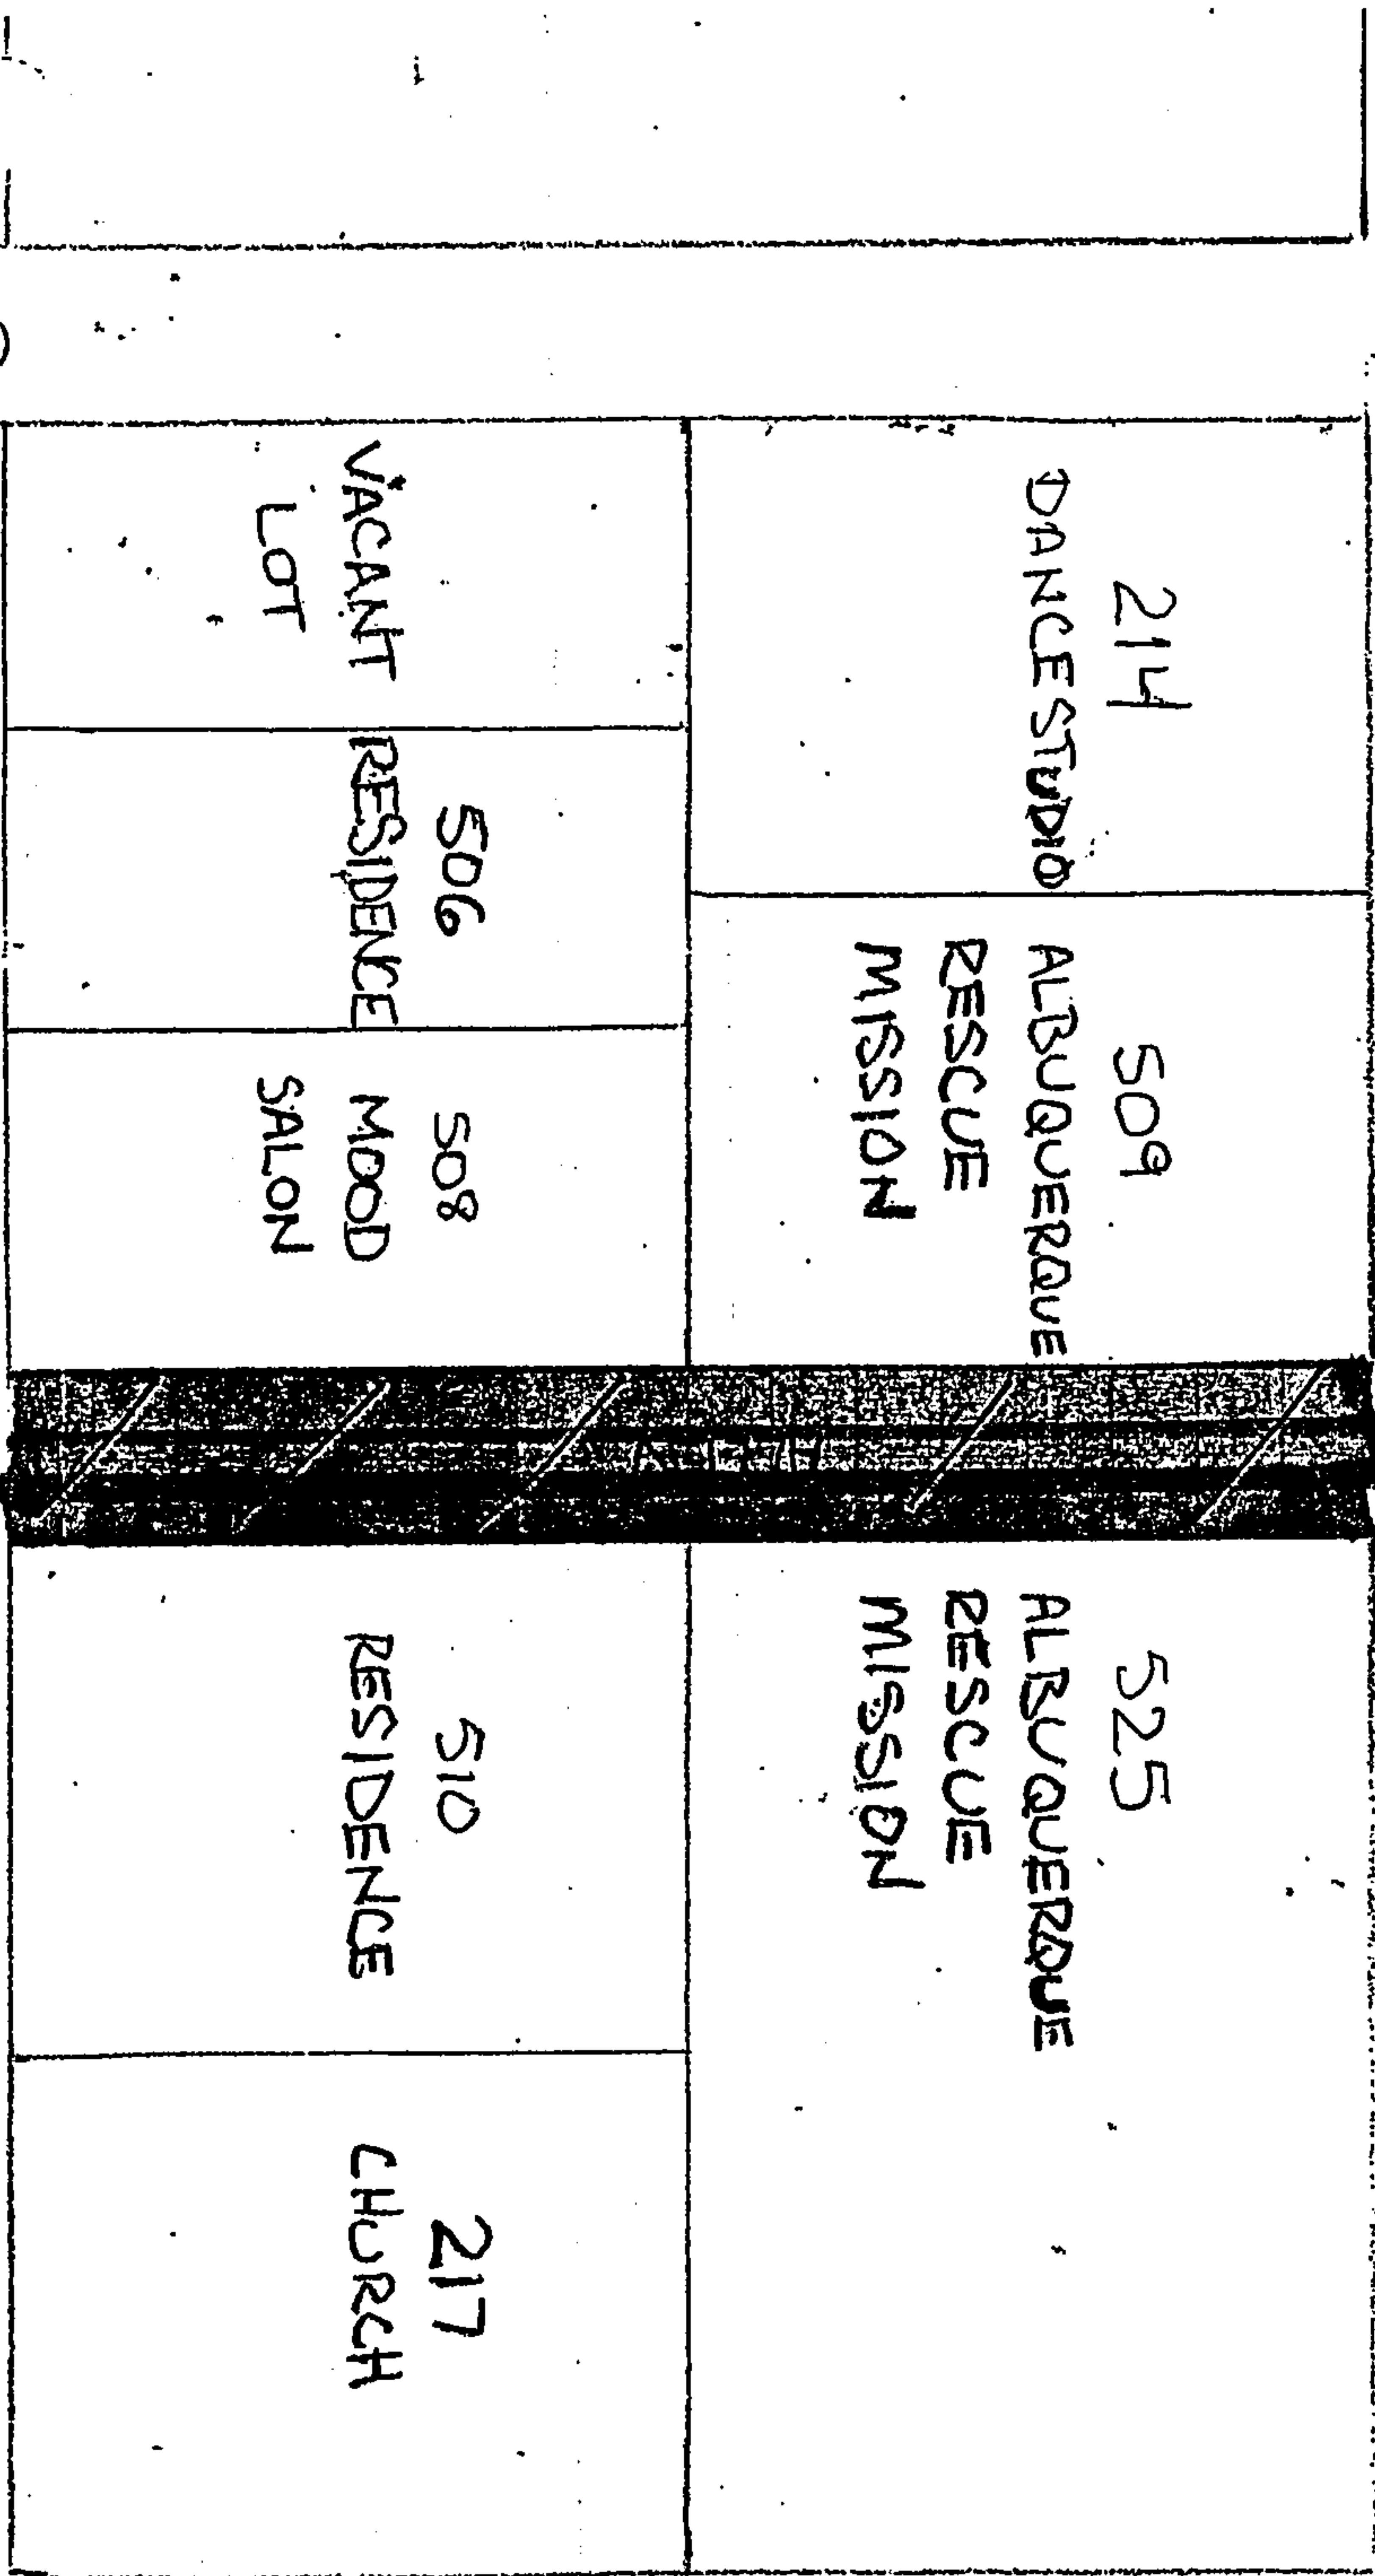 214
DANCE STUDIO
509
ALBUQUERQUE
RESCUE
MISSION
525
ALBUQUERQUE
RESCUE
MISSION
VACANT
LOT
506
RESIDENCE
508
MOOD
SALON
510
RESIDENCE
217
CHURCH